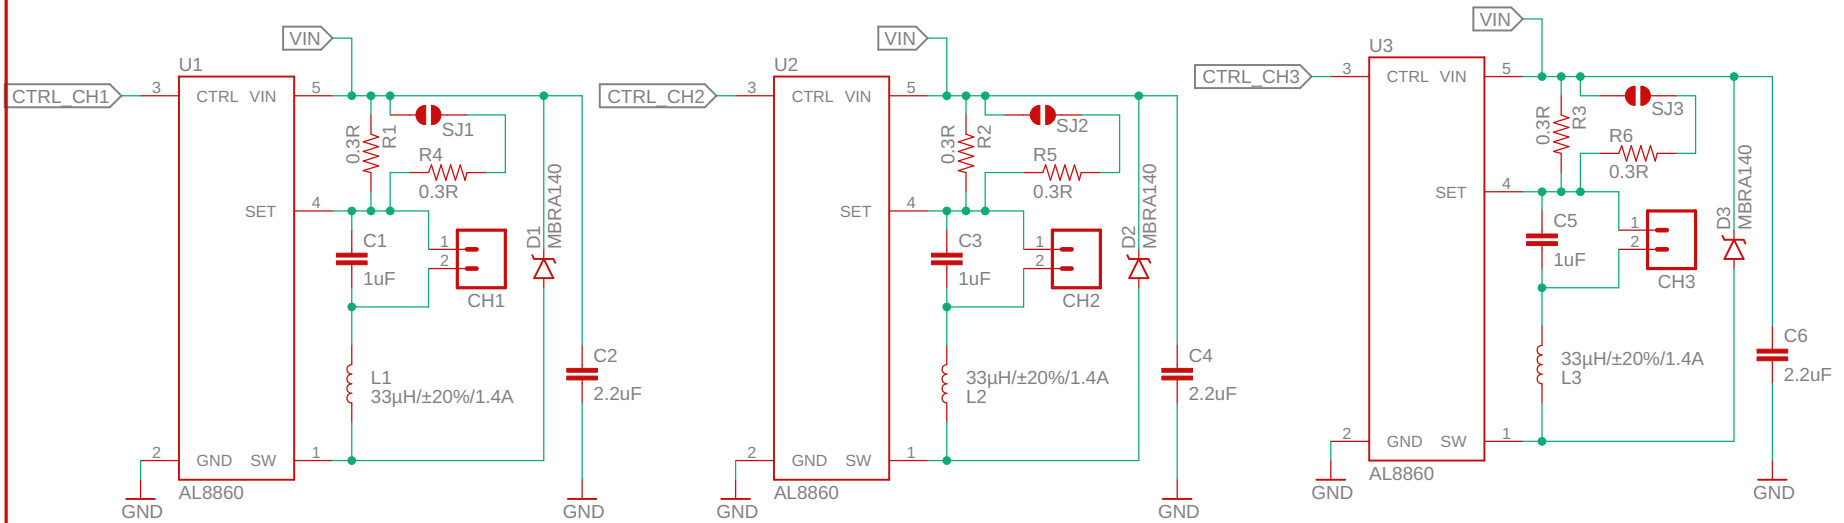 VIN
U1
CTRL_CH1
3
CTRL VIN
5
0.3R
R1
SJ1
R4
0.3R
SET
4
C1
1uF
1
2
CH1
D1
MBRA140
L1
33µH/±20%/1.4A
C2
2.2uF
2
GND SW
1
AL8860
GND
GND
VIN
U2
CTRL_CH2
3
CTRL VIN
5
0.3R
R2
SJ2
R5
0.3R
SET
4
C3
1uF
1
2
CH2
D2
MBRA140
33µH/±20%/1.4A
L2
C4
2.2uF
2
GND SW
1
AL8860
GND
GND
VIN
U3
CTRL_CH3
3
CTRL VIN
5
0.3R
R3
SJ3
R6
0.3R
SET
4
C5
1uF
1
2
CH3
D3
MBRA140
33µH/±20%/1.4A
L3
C6
2.2uF
2
GND SW
1
AL8860
GND
GND